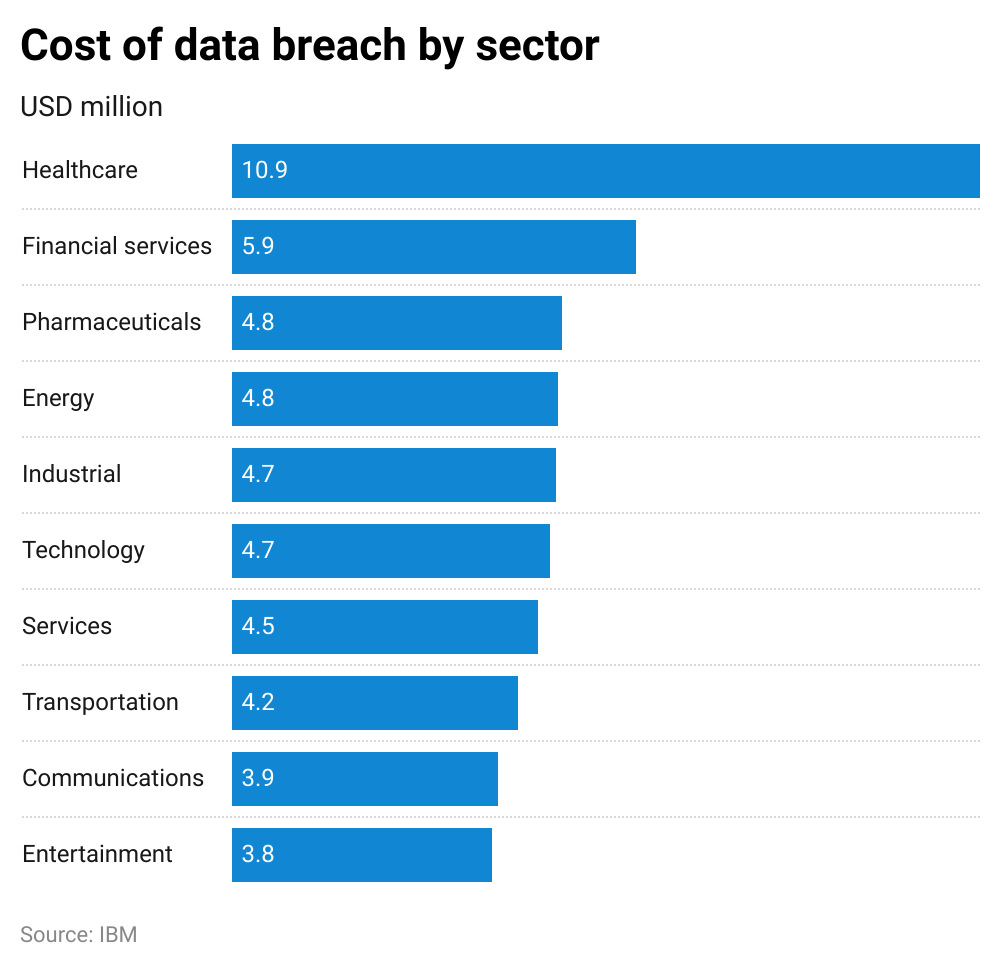 Cost of data breach by sector
USD million
Healthcare 10.9
Financial services 5.9
Pharmaceuticals 4.8
Energy 4.8
Industrial 4.7
Technology 4.7
Services 4.5
Transportation 4.2
Communications 3.9
Entertainment 3.8
Source: IBM